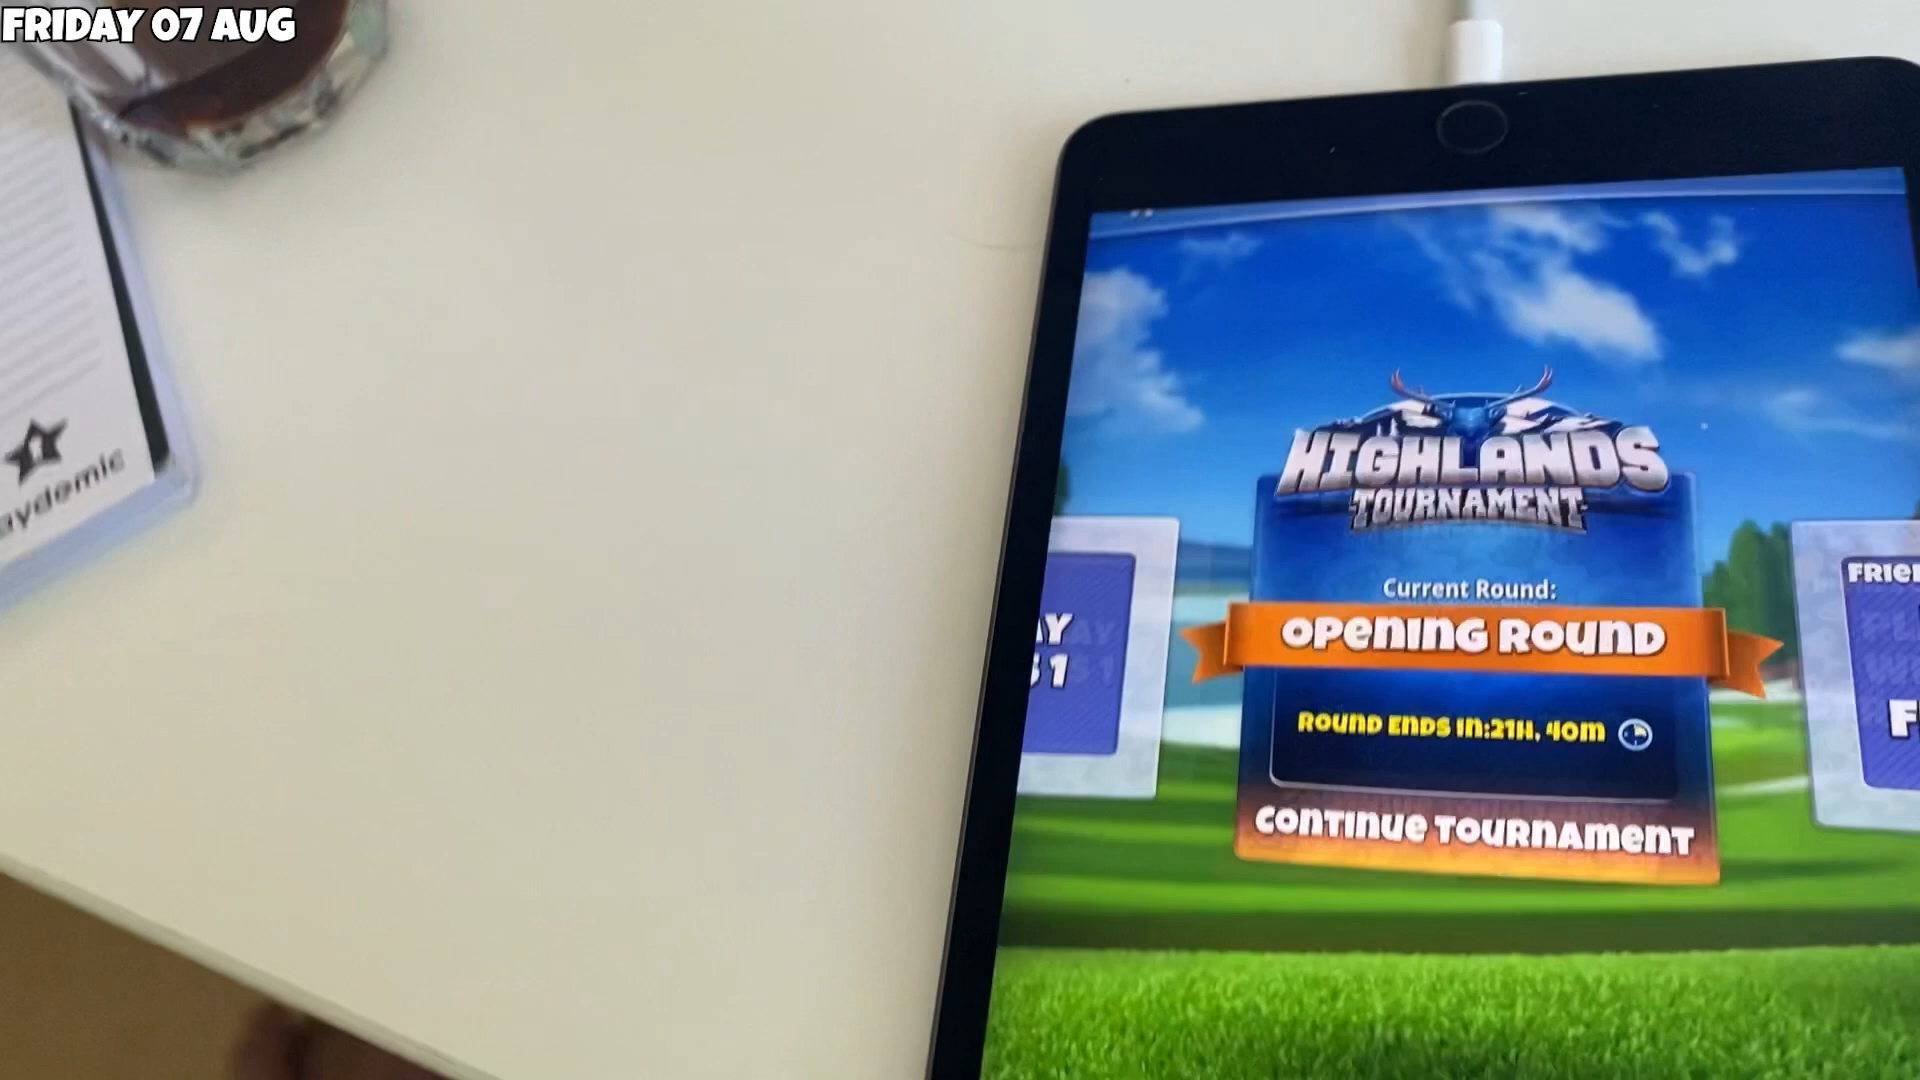 FRIDAY 07 AUG
HIGHLANDS
TOURNAMENT
Current Round:
OPENING ROUND
ROUND ENDS IN:21H, 40M
CONTINUE TOURNAMENT